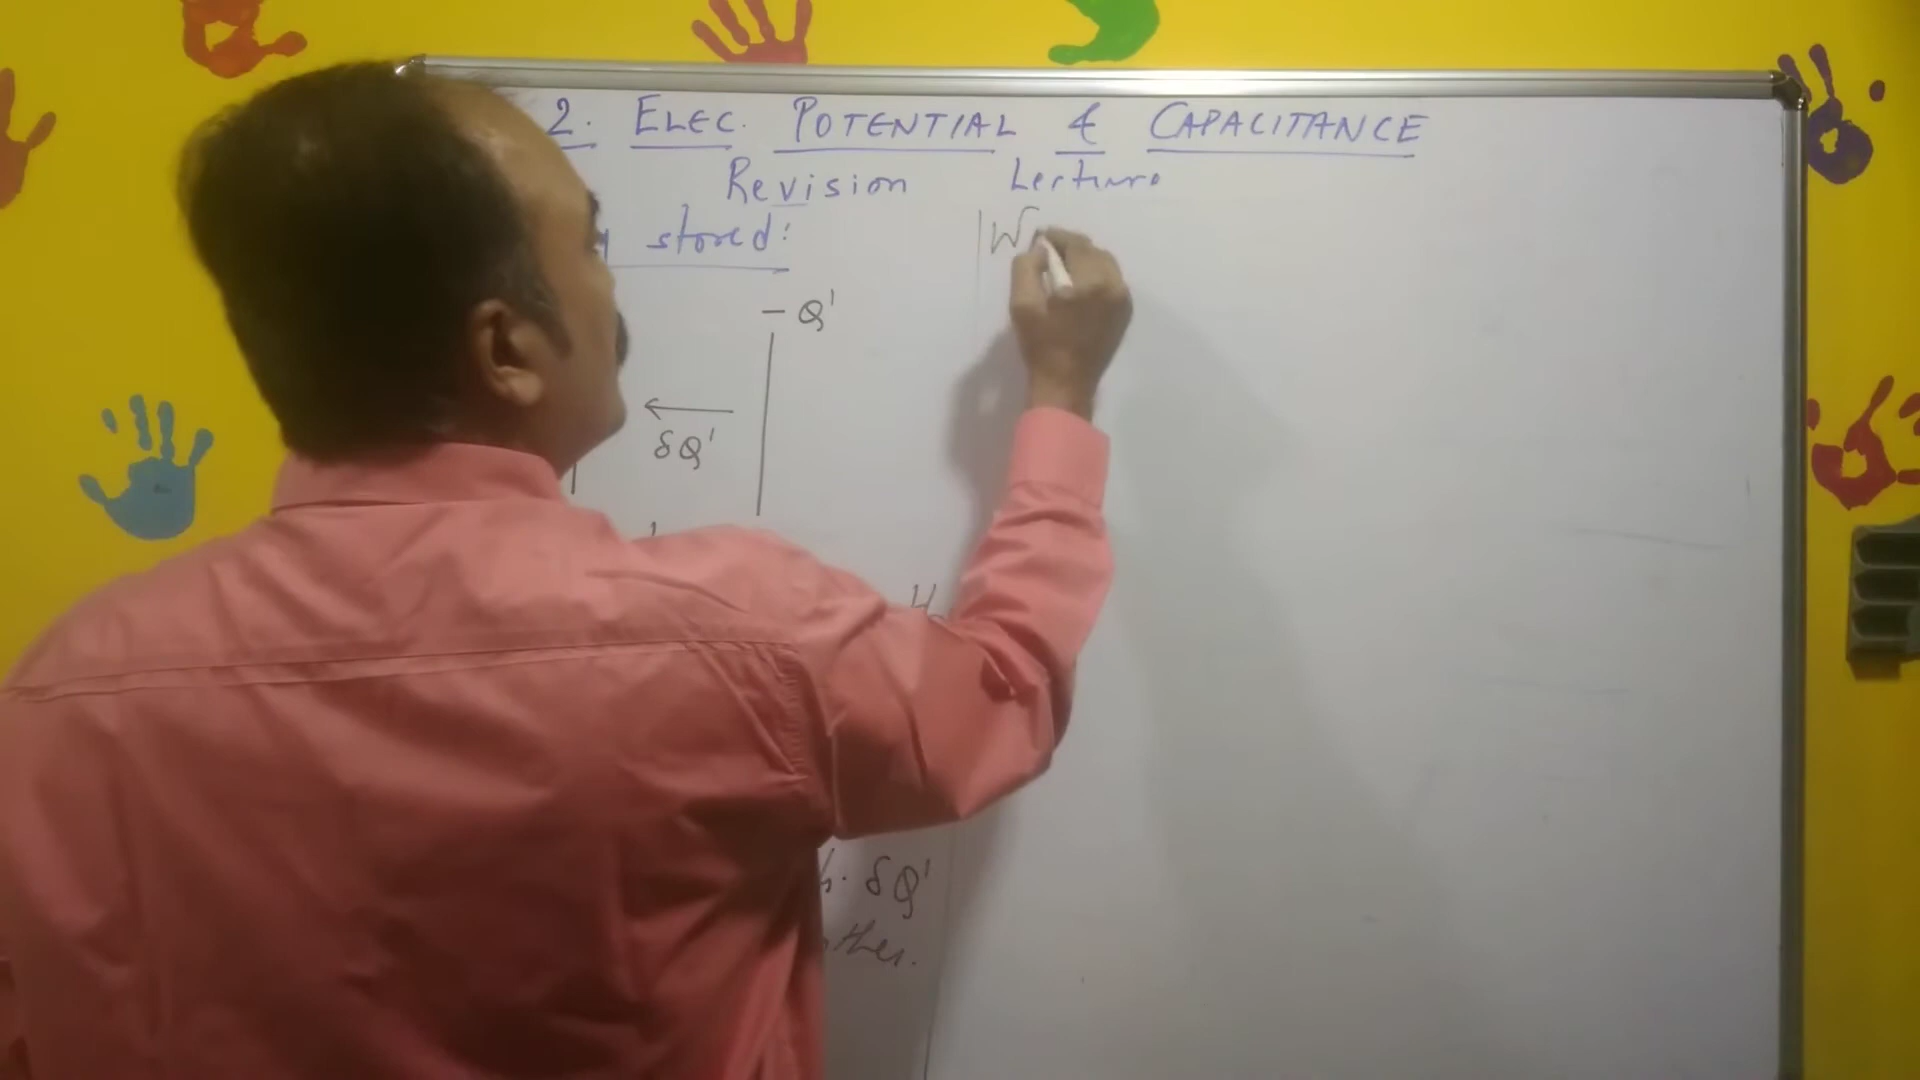 2. ELEC. POTENTIAL & CAPACITANCE
Revision Lecture
stored:
W
- Q'
δQ'
δQ'